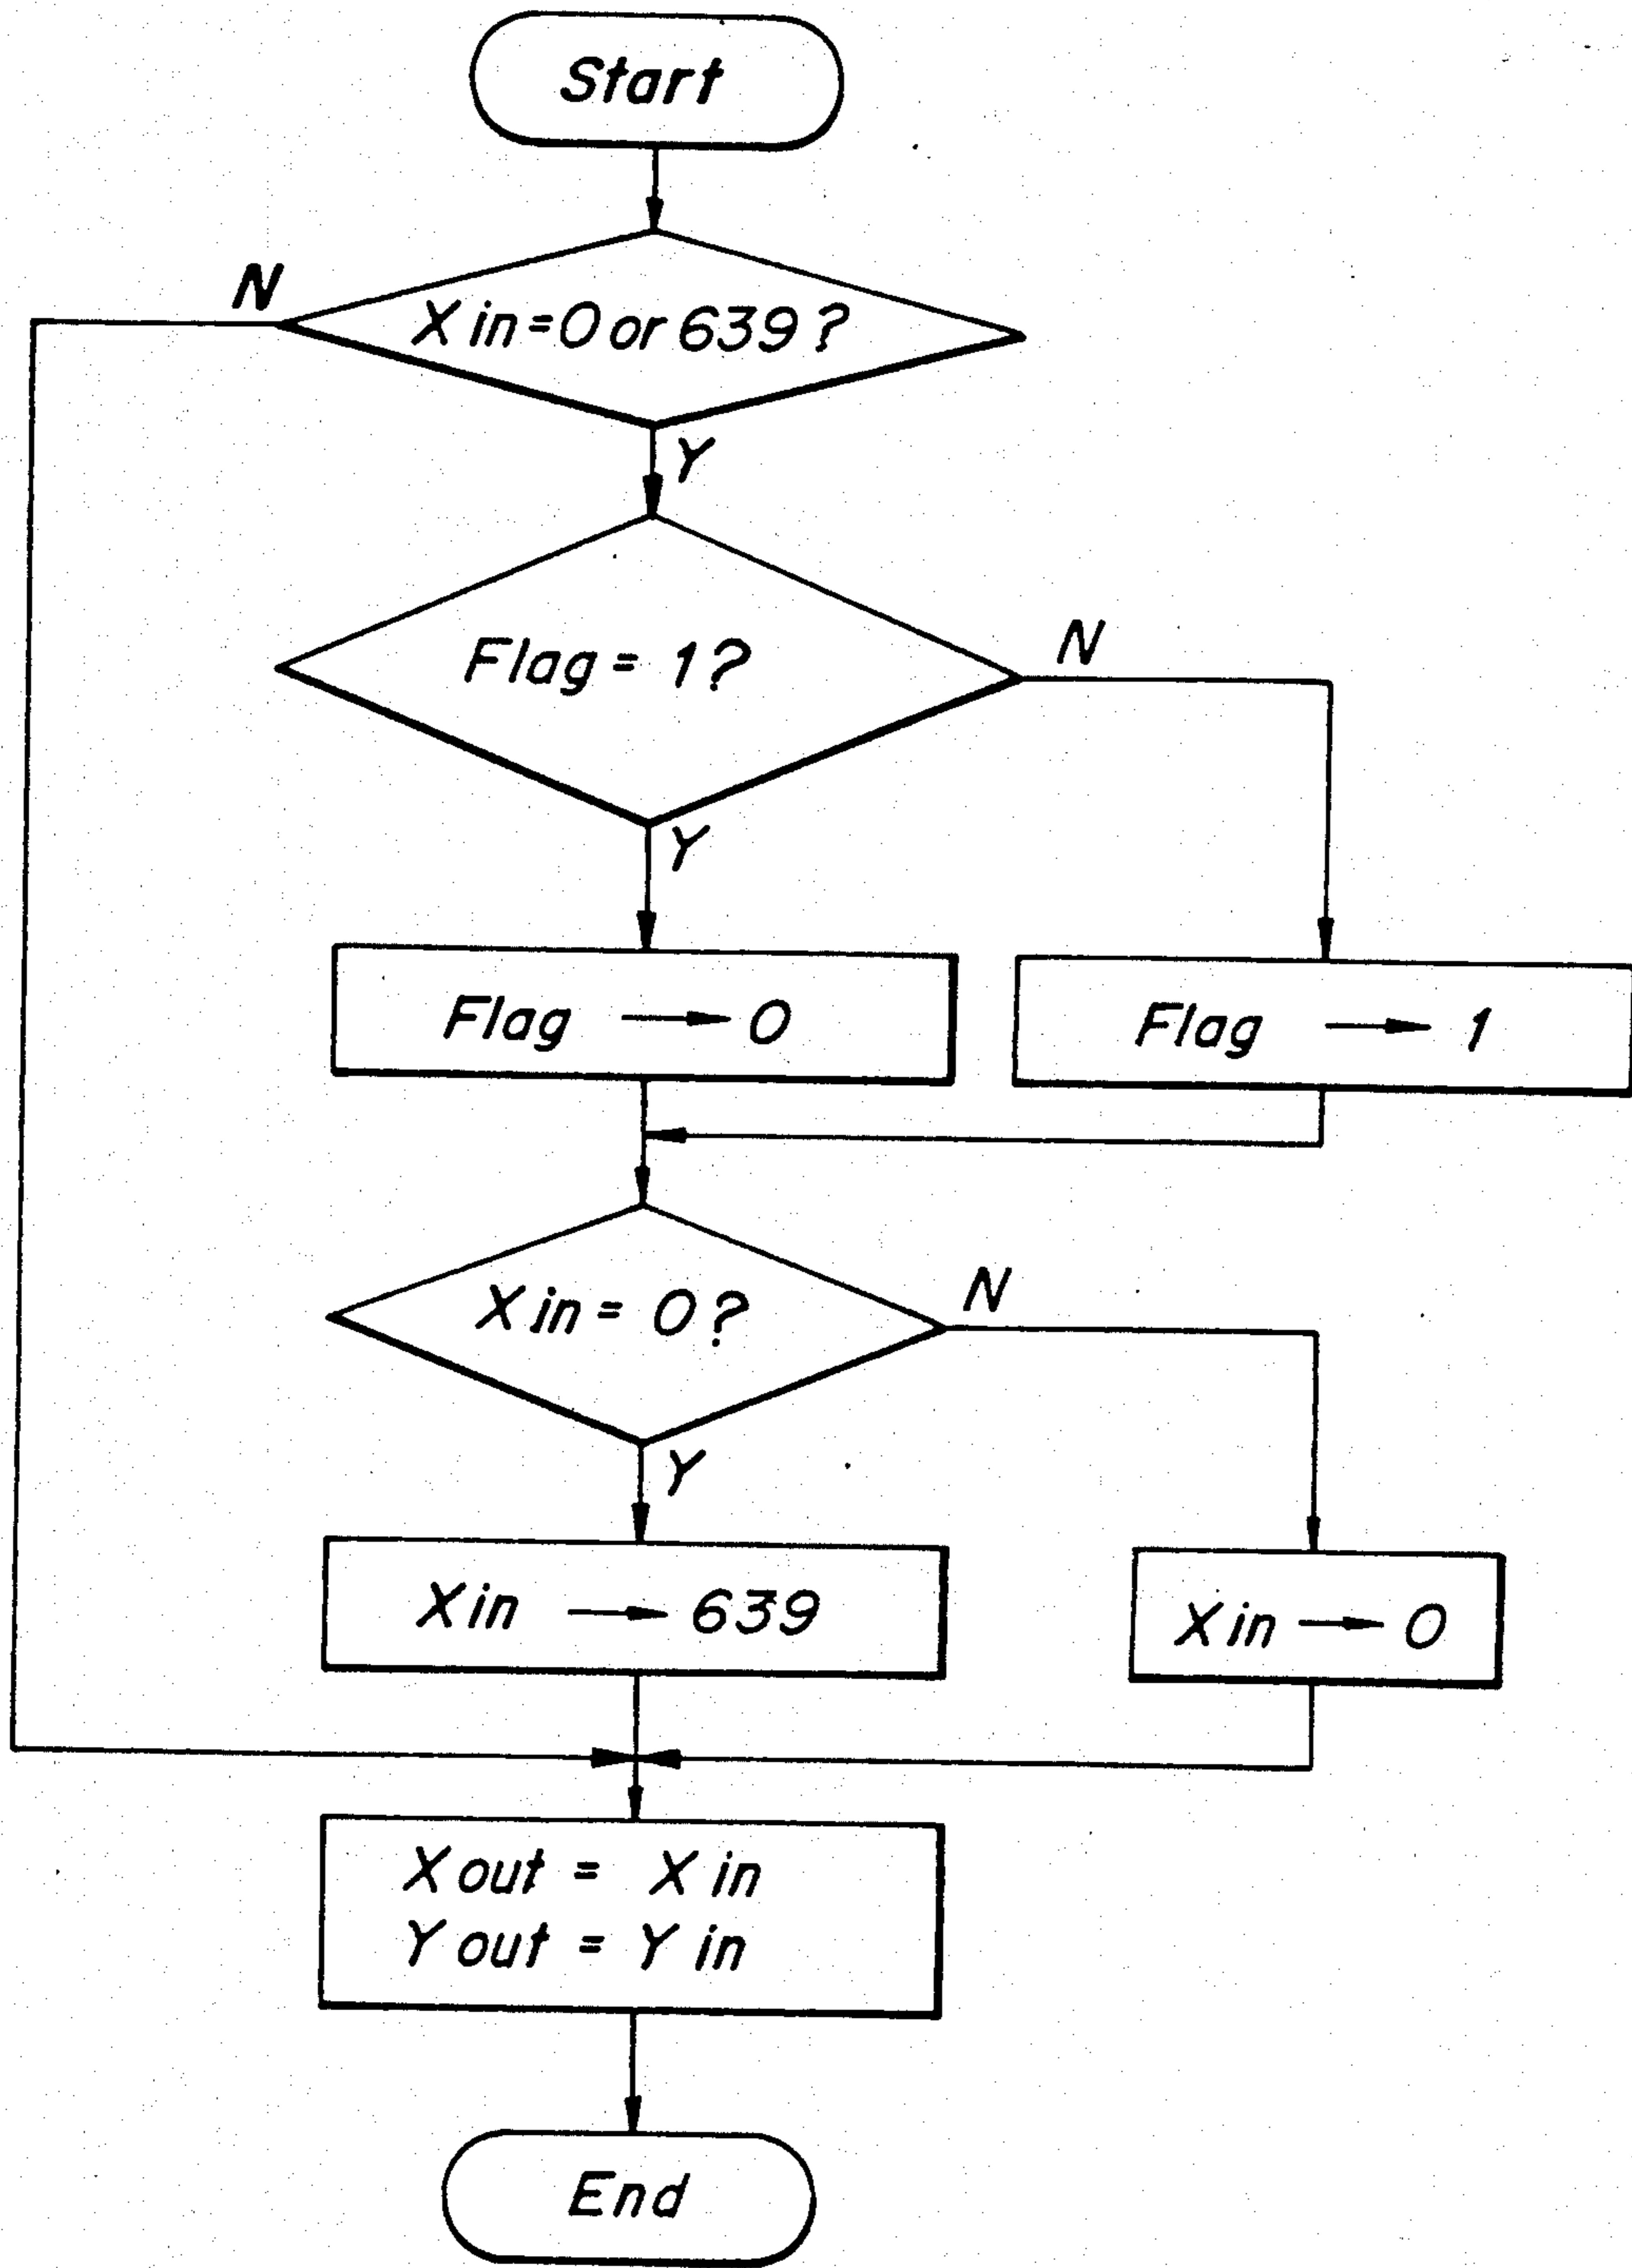 Start
N
X in=0 or 639?
Y
Flag = 1?
N
Y
Flag → 0
Flag → 1
X in = 0?
N
Y
X in → 639
X in → 0
X out = X in
Y out = Y in
End